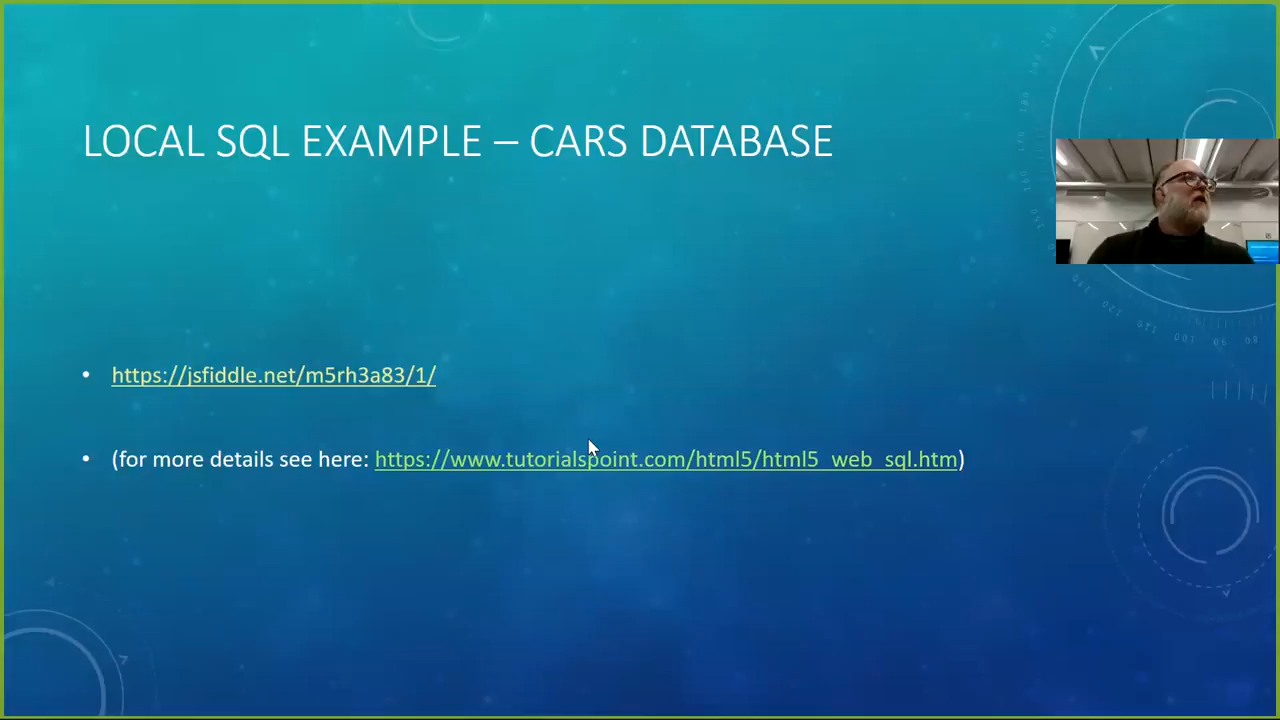 LOCAL SQL EXAMPLE – CARS DATABASE
• https://jsfiddle.net/m5rh3a83/1/
• (for more details see here: https://www.tutorialspoint.com/html5/html5_web_sql.htm)